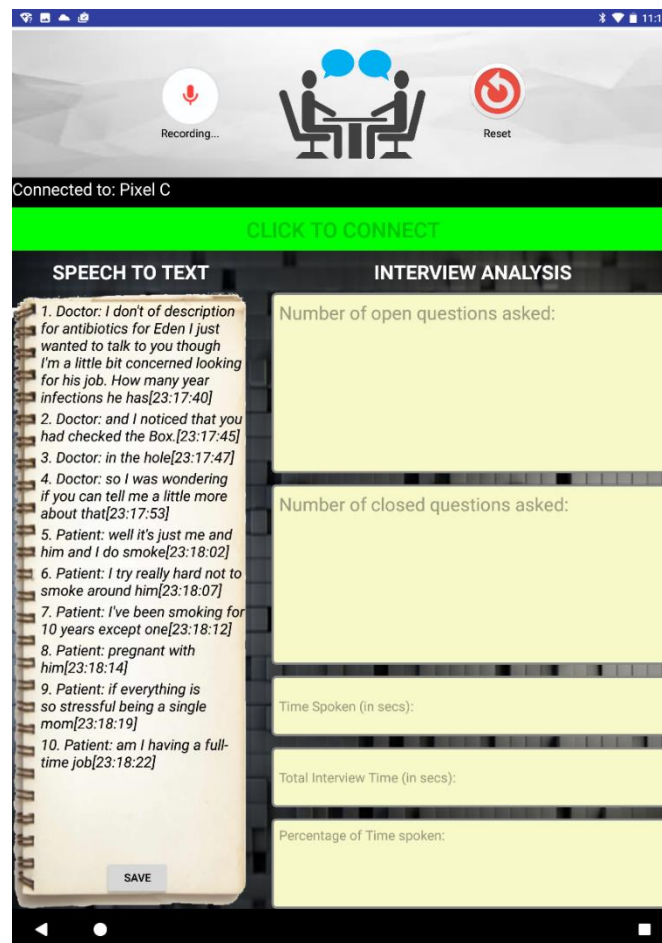 11:1
Recording...
Reset
Connected to: Pixel C
CLICK TO CONNECT
SPEECH TO TEXT
1. Doctor: I don't of description
for antibiotics for Eden I just
wanted to talk to you though
I'm a little bit concerned looking
for his job. How many year
infections he has[23:17:40]
2. Doctor: and I noticed that you
had checked the Box.[23:17:45]
3. Doctor: in the hole[23:17:47]
4. Doctor: so I was wondering
if you can tell me a little more
about that[23:17:53]
5. Patient: well it's just me and
him and I do smoke[23:18:02]
6. Patient: I try really hard not to
smoke around him[23:18:07]
7. Patient: I've been smoking for
10 years except one[23:18:12]
8. Patient: pregnant with
him[23:18:14]
9. Patient: if everything is
so stressful being a single
mom[23:18:19]
10. Patient: am I having a full-
time job[23:18:22]
SAVE
INTERVIEW ANALYSIS
Number of open questions asked:
Number of closed questions asked:
Time Spoken (in secs):
Total Interview Time (in secs):
Percentage of Time spoken: